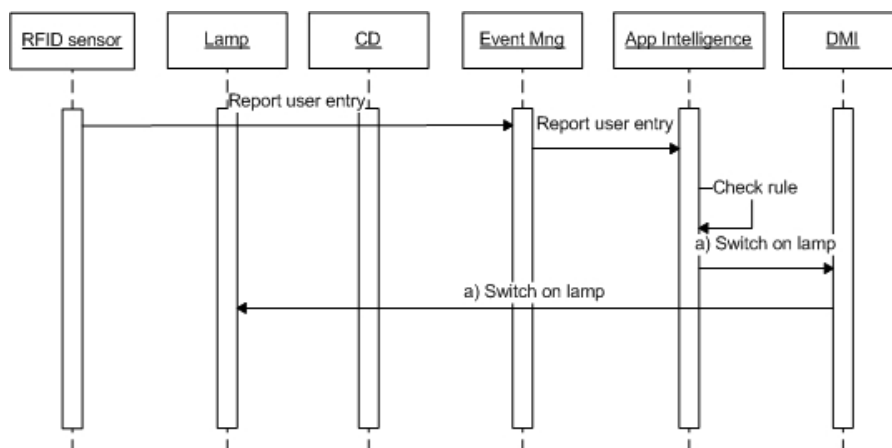 RFID sensor
Lamp
CD
Event Mng
App Intelligence
DMI
Report user entry
Report user entry
Check rule
a) Switch on lamp
a) Switch on lamp